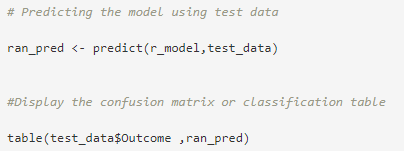 # Predicting the model using test data
ran_pred <- predict(r_model,test_data)
#Display the confusion matrix or classification table
table(test_data$Outcome ,ran_pred)